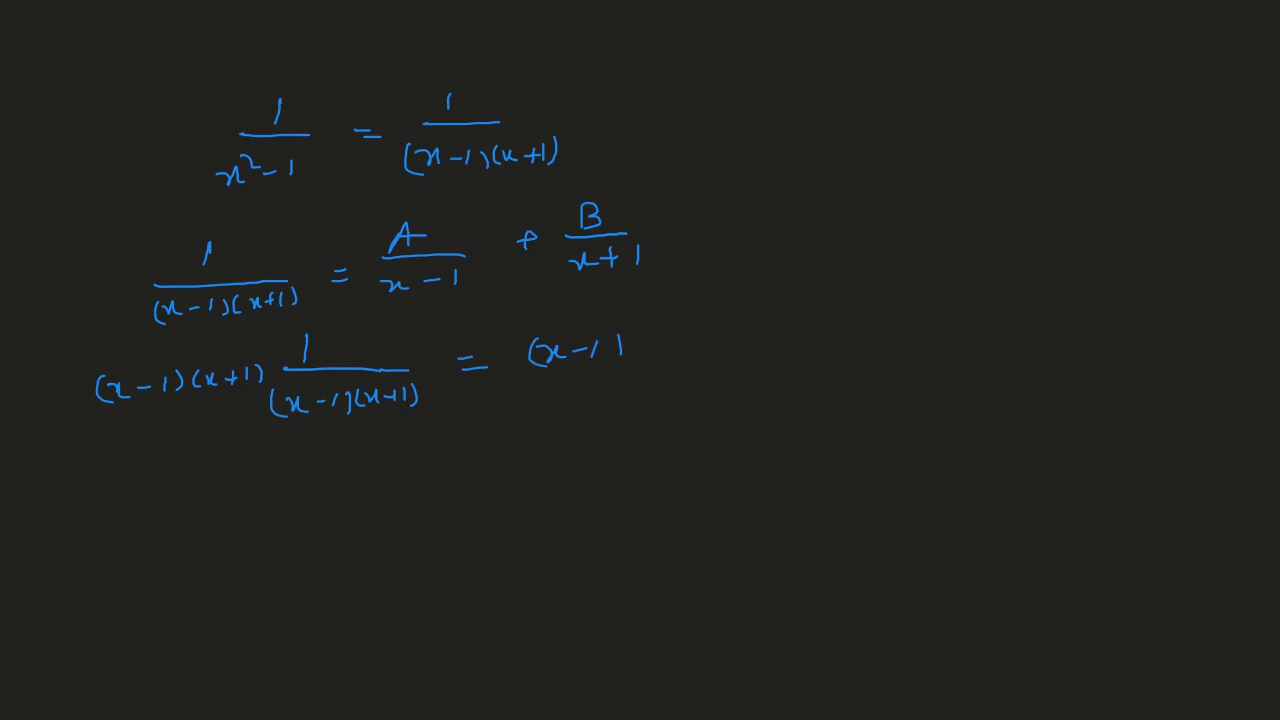 1/(x² - 1) = 1/((x - 1)(x + 1))
1/((x - 1)(x + 1)) = A/(x - 1) + B/(x + 1)
(x - 1)(x + 1) 1/((x - 1)(x + 1)) = (x - 1)